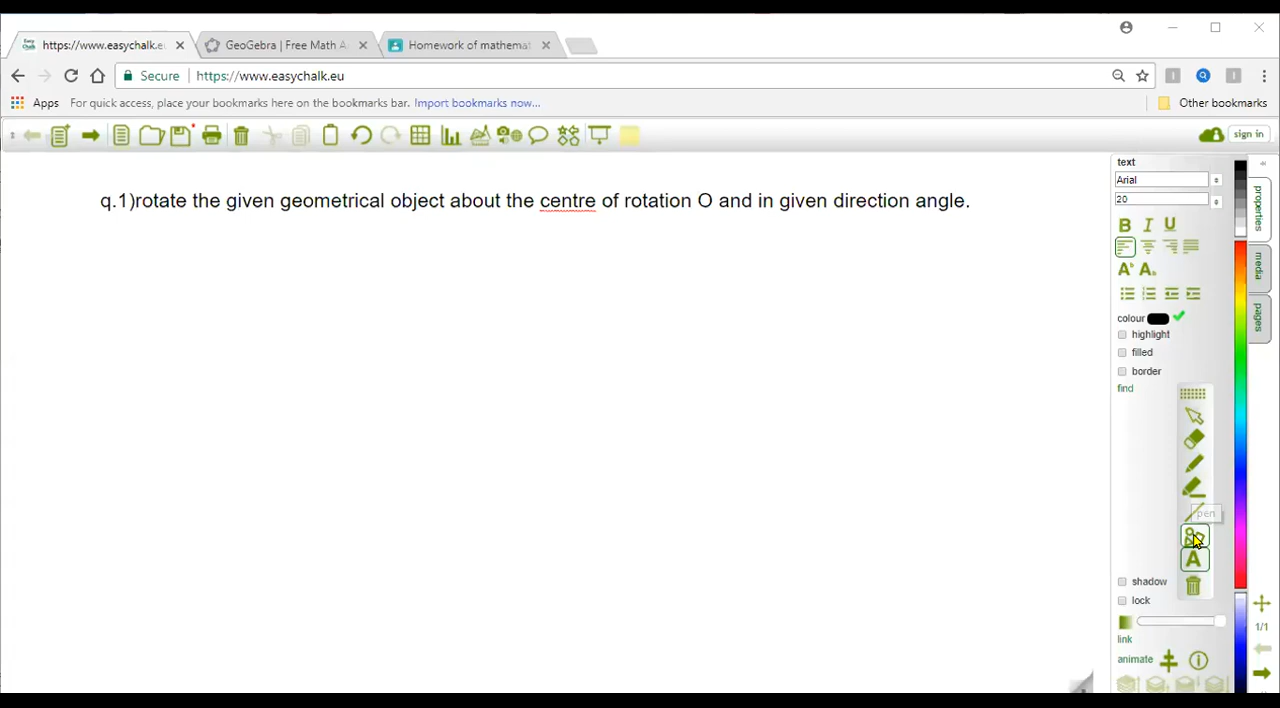 https://www.easychalk.eu
GeoGebra | Free Math A
Homework of mathemat
Secure
https://www.easychalk.eu
Apps
For quick access, place your bookmarks here on the bookmarks bar. Import bookmarks now...
Other bookmarks
sign in
text
Arial
20
B I U
q.1)rotate the given geometrical object about the centre of rotation O and in given direction angle.
properties
media
pages
colour
highlight
filled
border
find
pen
A
shadow
lock
1/1
link
animate